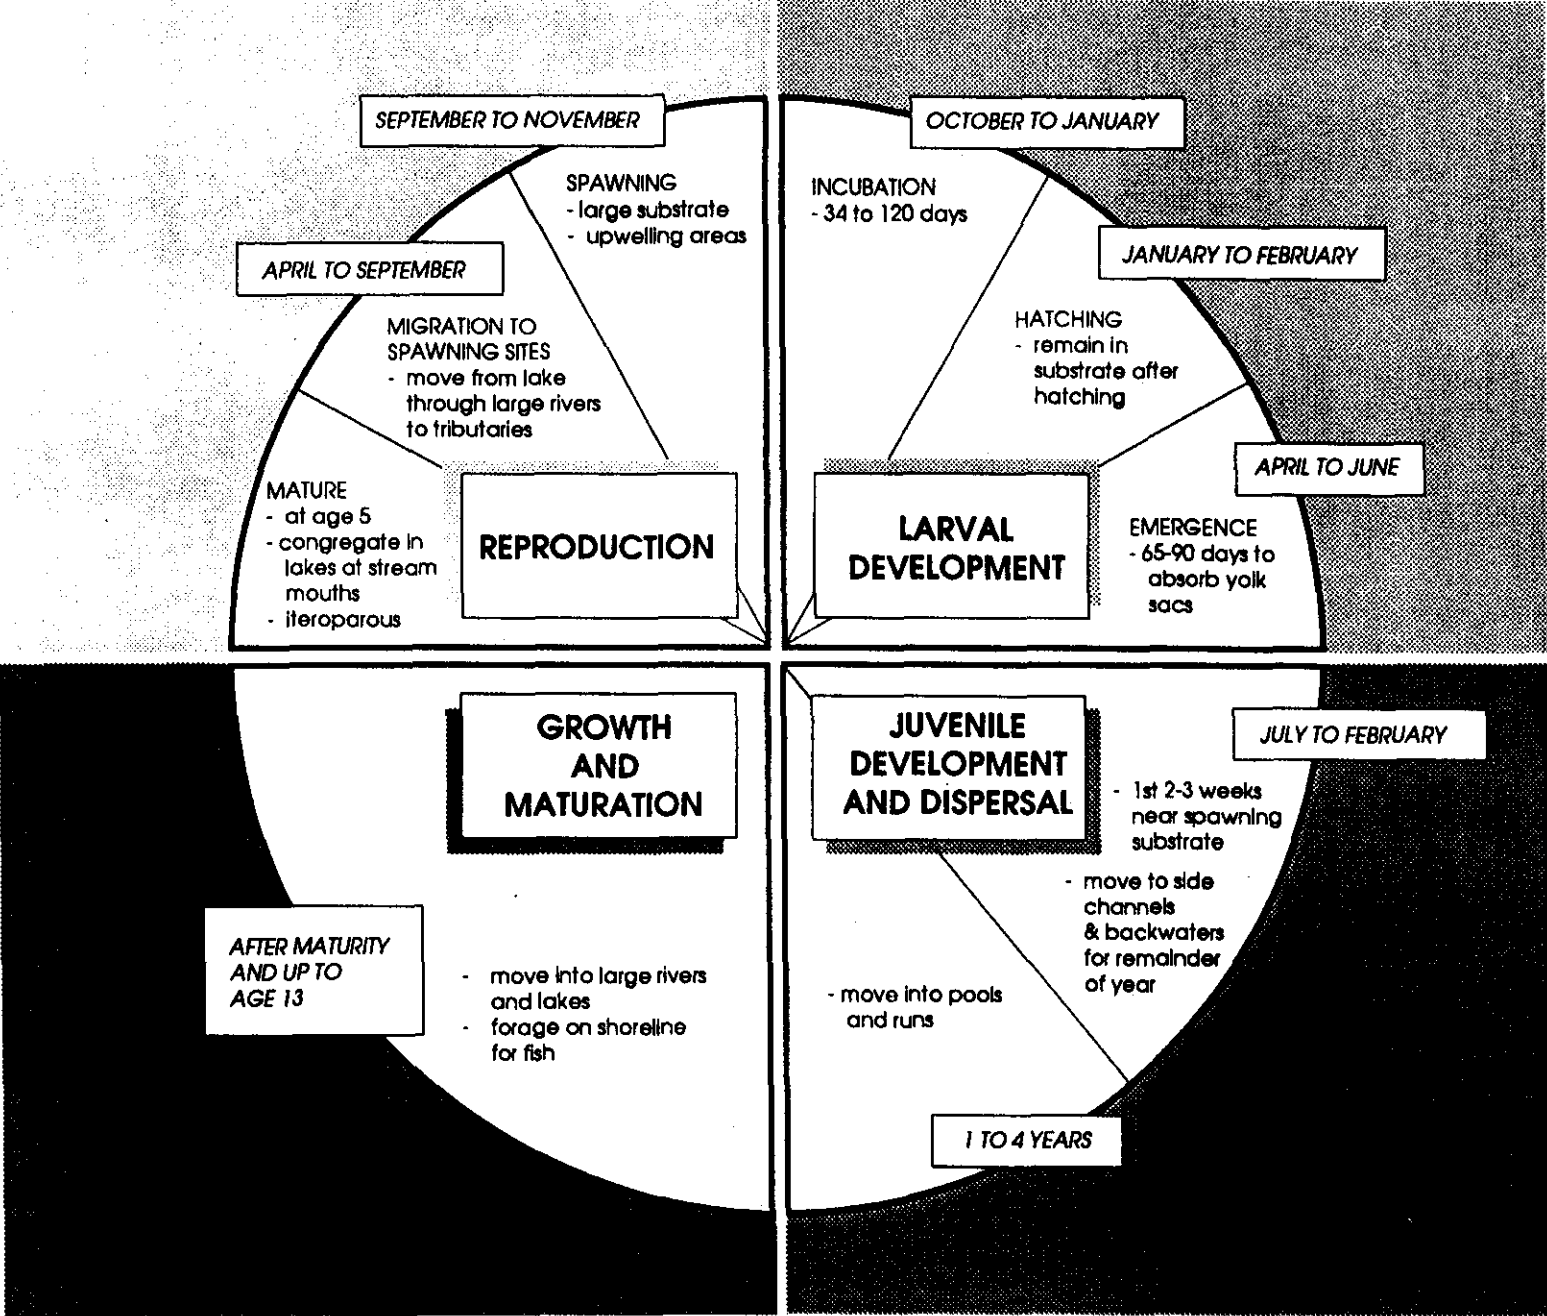 SEPTEMBER TO NOVEMBER
SPAWNING
- large substrate
- upwelling areas
APRIL TO SEPTEMBER
MIGRATION TO
SPAWNING SITES
- move from lake
through large rivers
to tributaries
MATURE
- at age 5
- congregate in
lakes at stream
mouths
- iteroparous
REPRODUCTION
OCTOBER TO JANUARY
INCUBATION
- 34 to 120 days
JANUARY TO FEBRUARY
HATCHING
- remain in
substrate after
hatching
APRIL TO JUNE
EMERGENCE
- 65-90 days to
absorb yolk
sacs
LARVAL
DEVELOPMENT
GROWTH
AND
MATURATION
AFTER MATURITY
AND UP TO
AGE 13
- move into large rivers
and lakes
- forage on shoreline
for fish
JUVENILE
DEVELOPMENT
AND DISPERSAL
JULY TO FEBRUARY
- 1st 2-3 weeks
near spawning
substrate
- move to side
channels
& backwaters
for remainder
of year
- move into pools
and runs
1 TO 4 YEARS